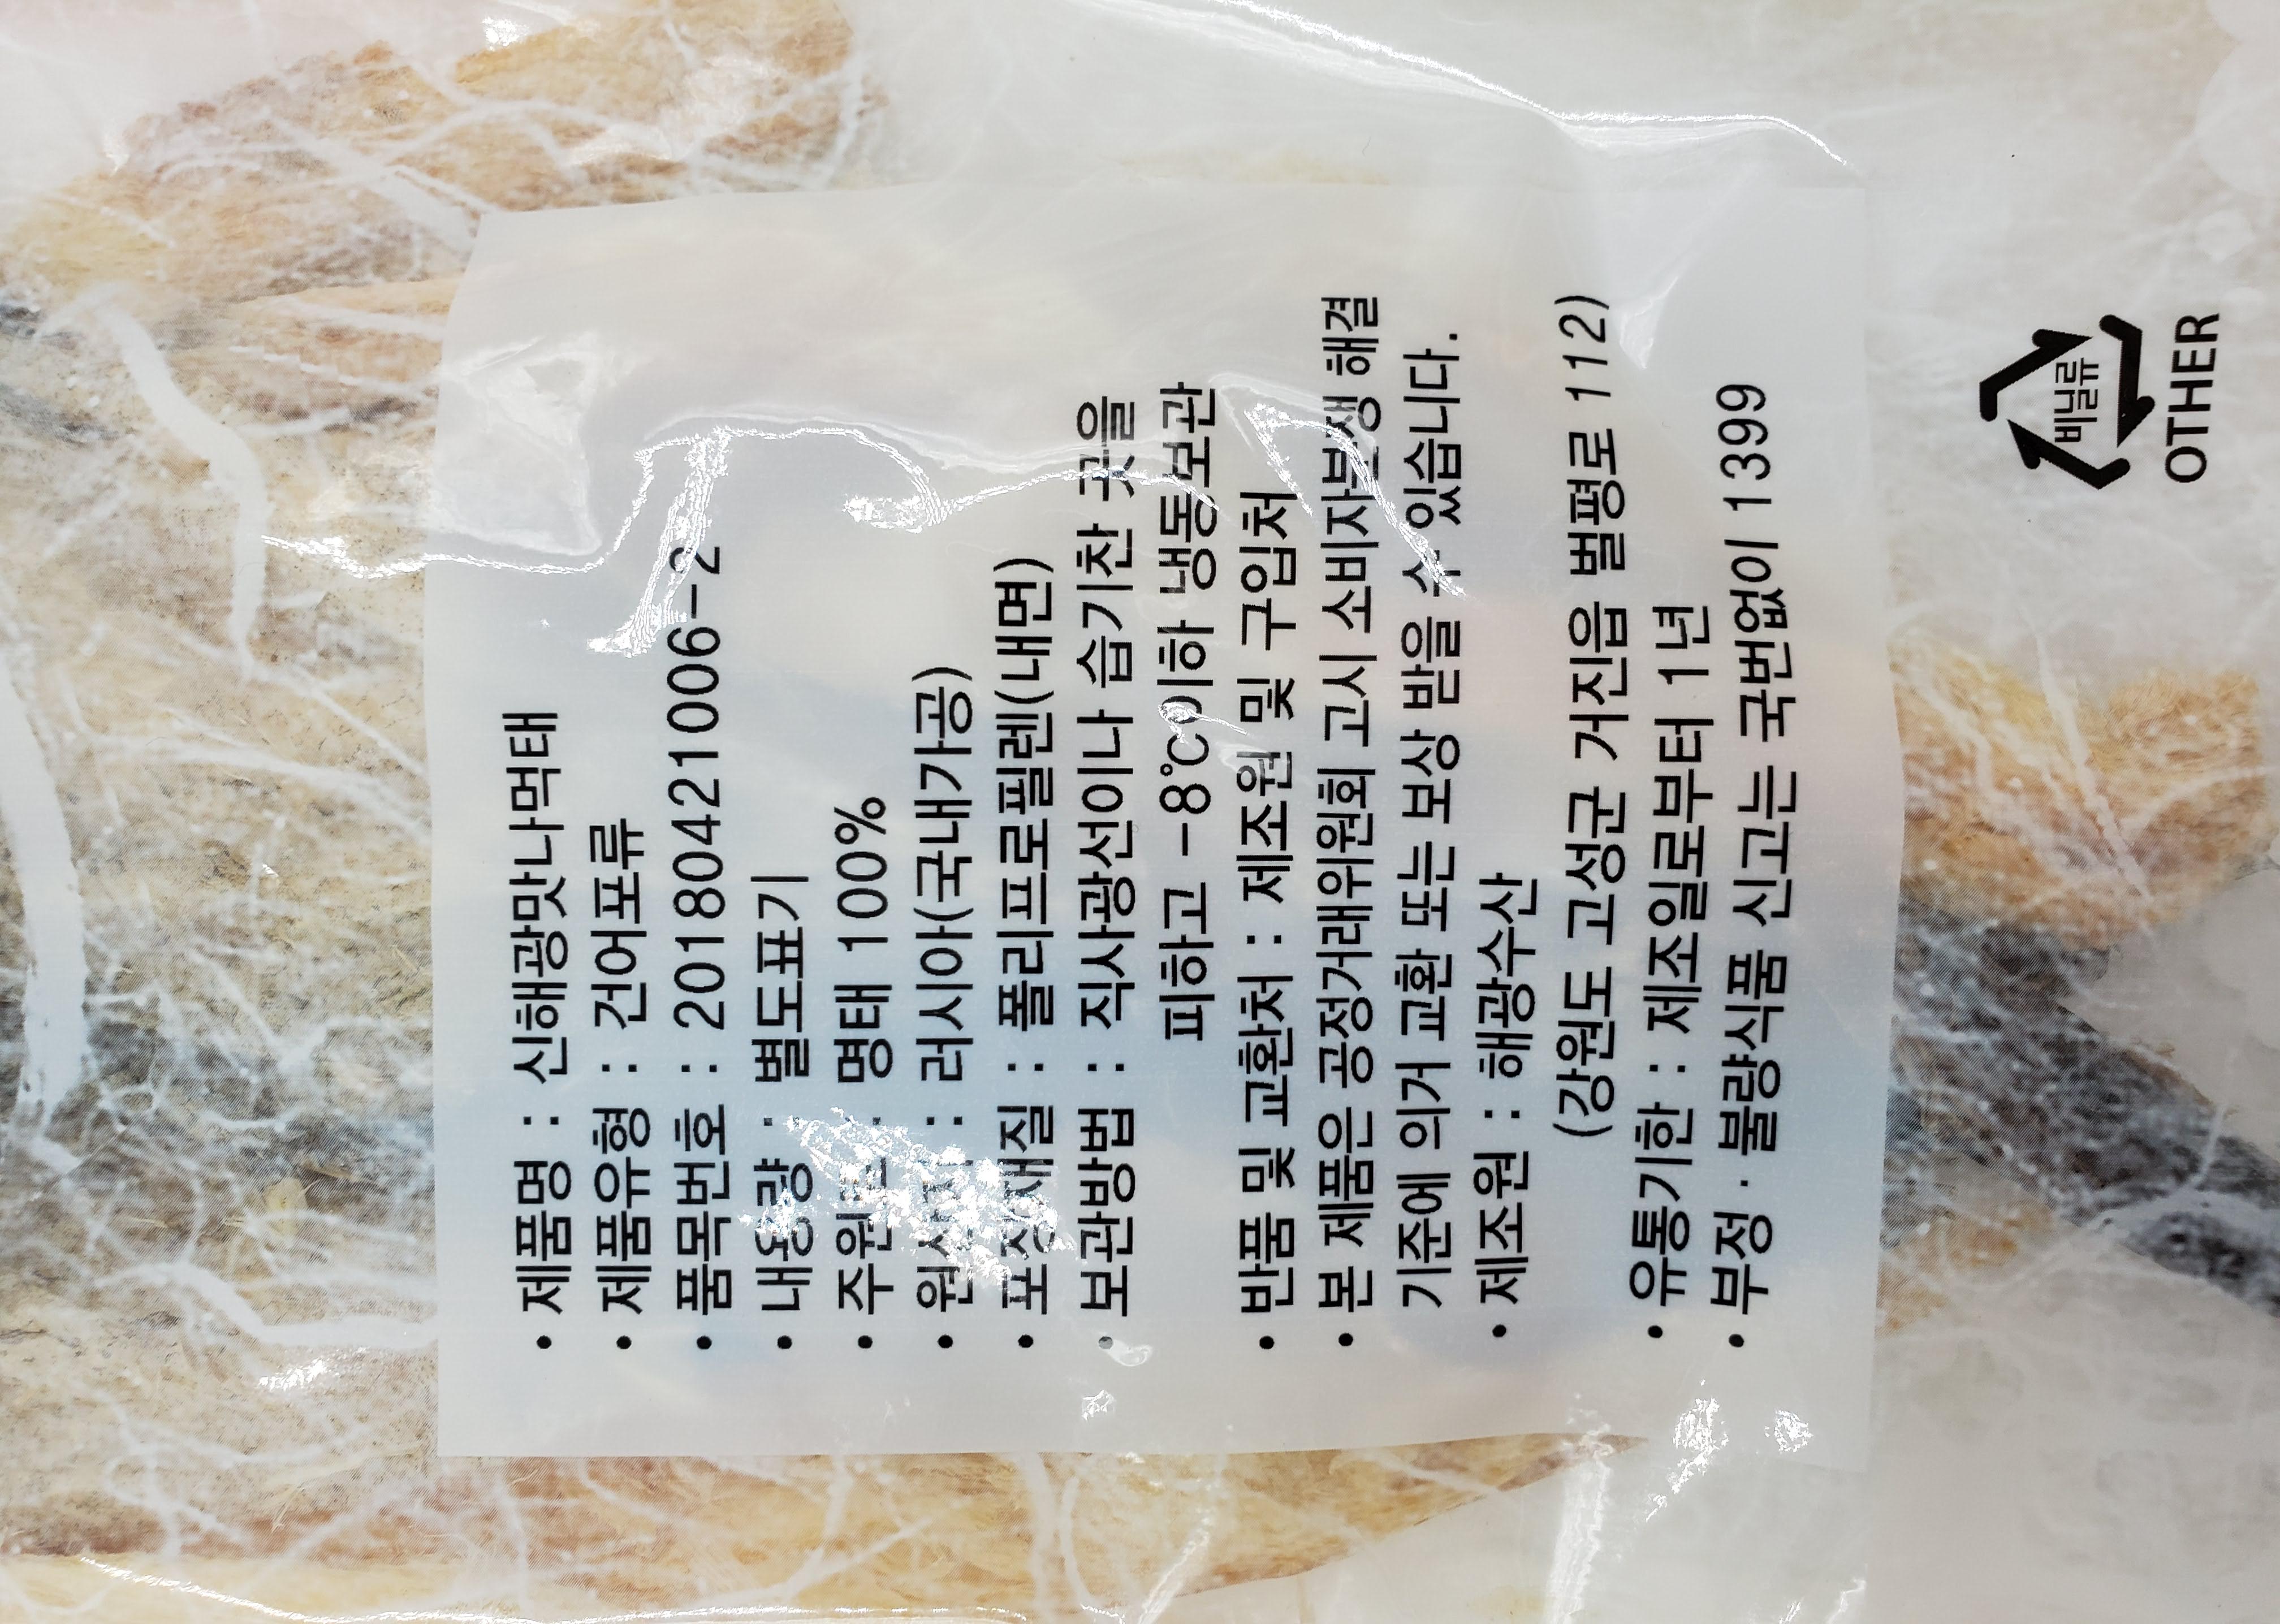 • 제품명 : 신해광맛나먹태
• 제품유형 : 건어포류
• 품목번호 : 20180421006-2
• 내용량 : 별도표기
• 주원료 : 명태 100%
• 원산지 : 러시아(국내가공)
• 포장재질 : 폴리프로필렌(내면)
• 보관방법 : 직사광선이나 습기찬 곳을
피하고 -8℃이하 냉동보관
• 반품 및 교환처 : 제조원 및 구입처
• 본 제품은 공정거래위원회 고시 소비자분쟁 해결
기준에 의거 교환 또는 보상 받을 수 있습니다.
• 제조원 : 해광수산
(강원도 고성군 거진읍 벌평로 112)
• 유통기한 : 제조일로부터 1년
• 부정 · 불량식품 신고는 국번없이 1399
비닐류
OTHER